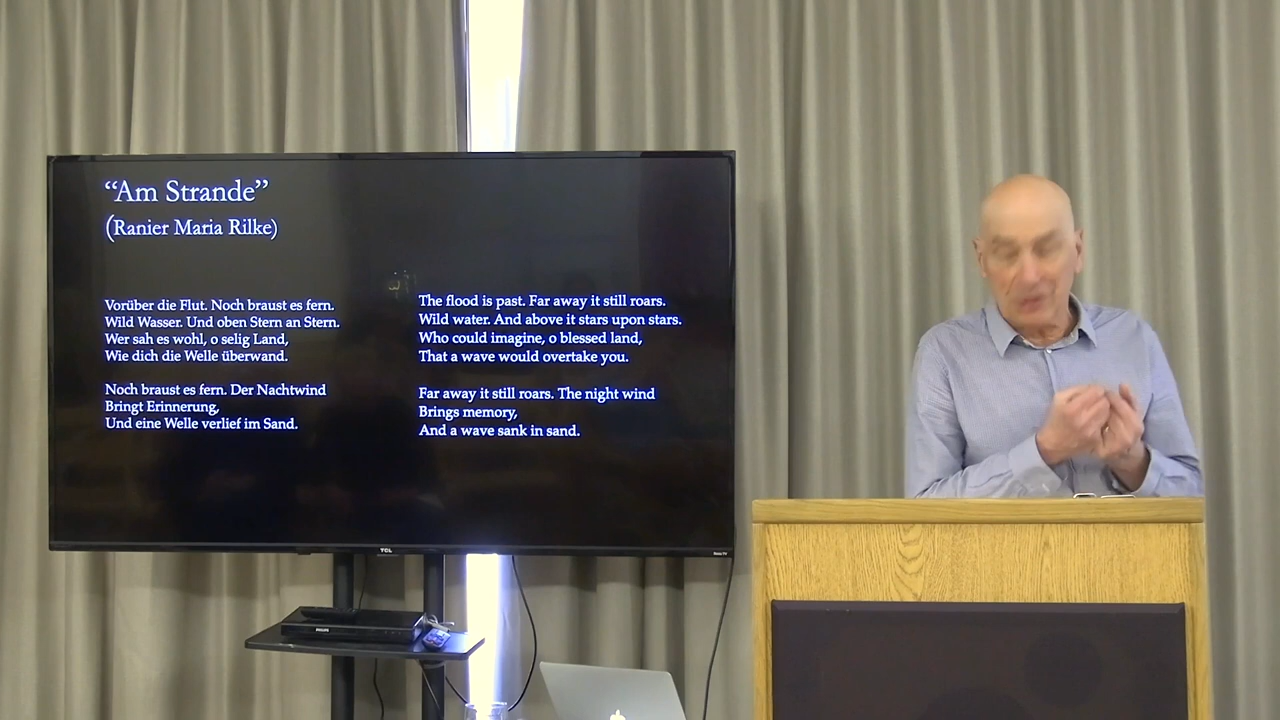 “Am Strande”
(Ranier Maria Rilke)
Vorüber die Flut. Noch braust es fern.
Wild Wasser. Und oben Stern an Stern.
Wer sah es wohl, o selig Land,
Wie dich die Welle überwand.
Noch braust es fern. Der Nachtwind
Bringt Erinnerung,
Und eine Welle verlief im Sand.
The flood is past. Far away it still roars.
Wild water. And above it stars upon stars.
Who could imagine, o blessed land,
That a wave would overtake you.
Far away it still roars. The night wind
Brings memory,
And a wave sank in sand.
TCL
Roku TV
PHILIPS